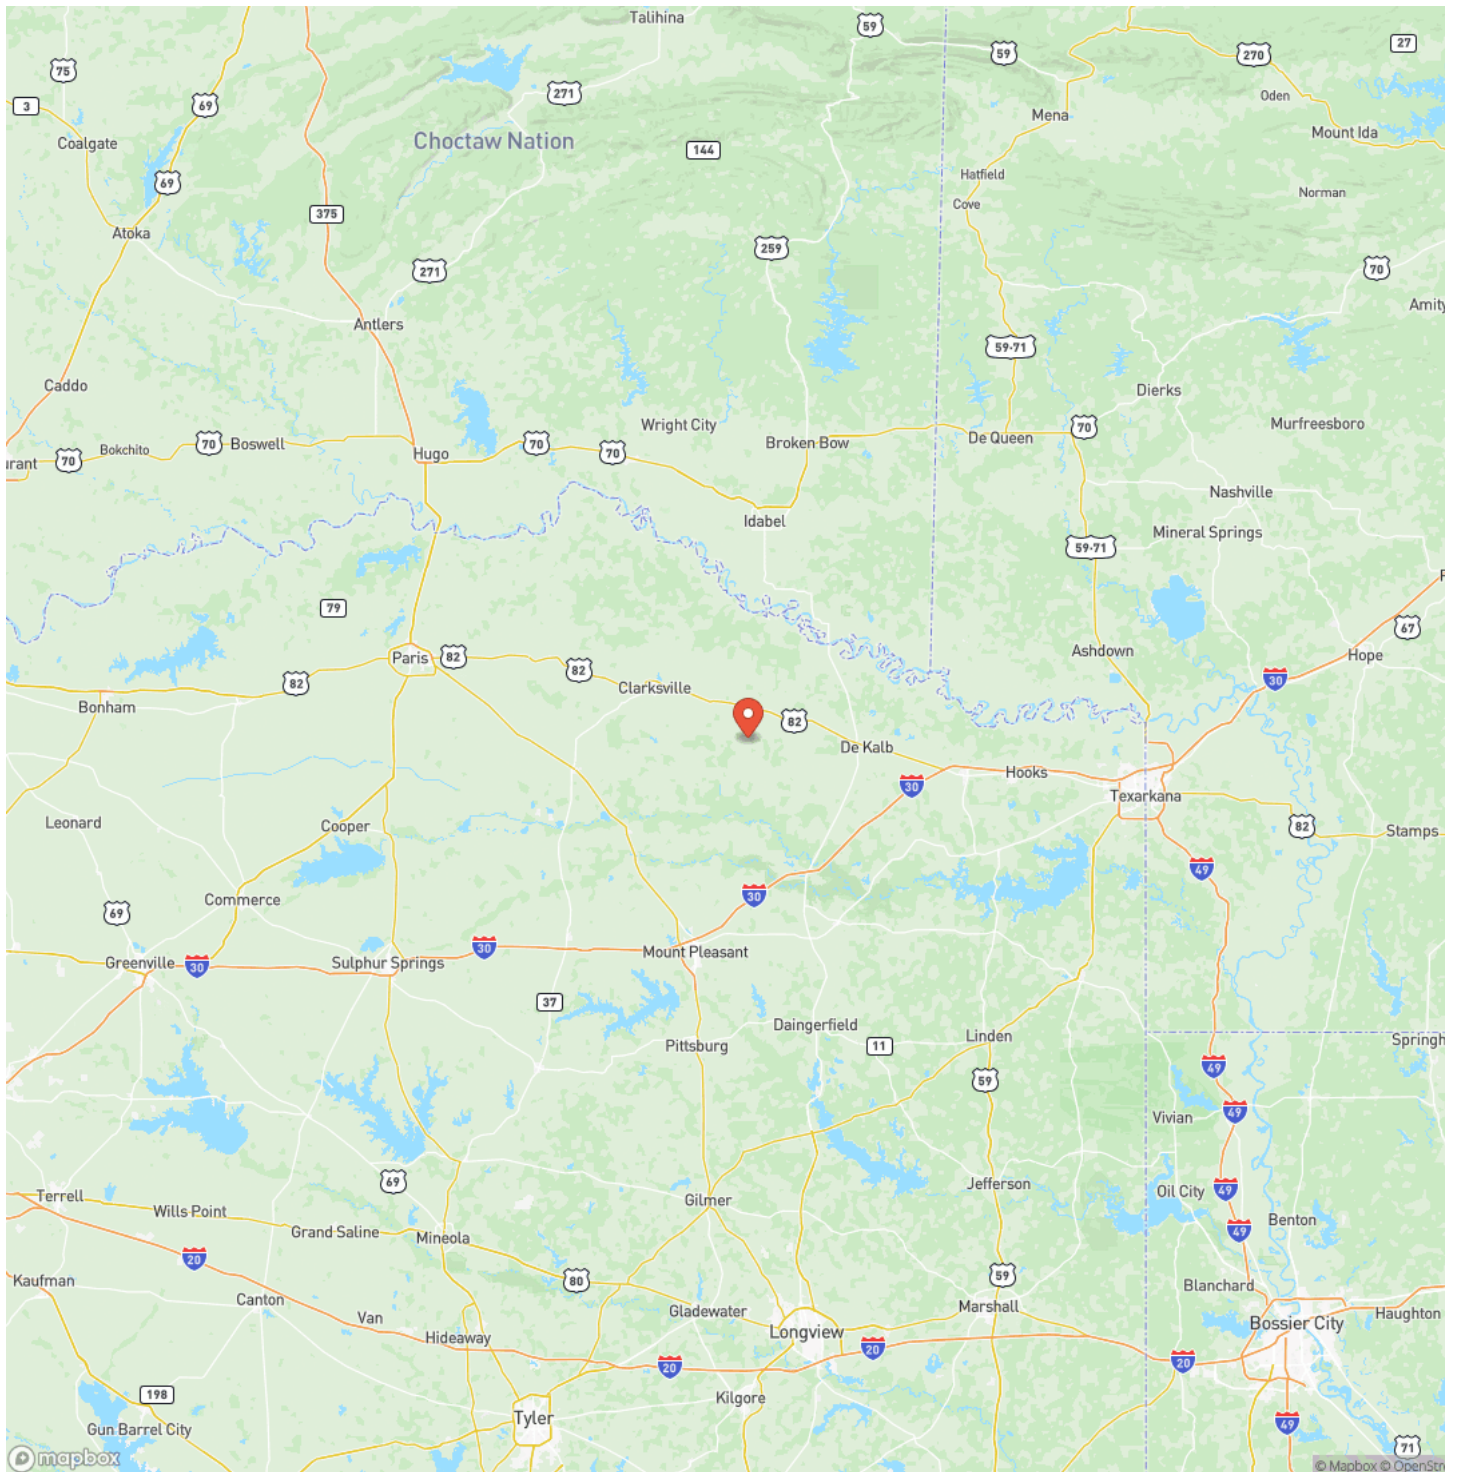 Talihina
59
59
270
27
75
3
69
271
Oden
Mena
Mount Ida
Coalgate
Choctaw Nation
144
69
Hatfield
Norman
Cove
375
Atoka
259
271
70
Amity
Antlers
59-71
Caddo
Dierks
Wright City
Murfreesboro
70
Bokchito
70
Boswell
70
Broken Bow
De Queen
70
Hugo
70
urant
Nashville
Idabel
Mineral Springs
59-71
79
67
Paris
82
Ashdown
Hope
82
82
Clarksville
30
Bonham
82
De Kalb
Hooks
30
Texarkana
Leonard
Cooper
82
Stamps
49
Commerce
30
69
Greenville
30
Sulphur Springs
30
Mount Pleasant
37
Daingerfield
Linden
Pittsburg
11
Springh
49
59
49
Vivian
69
Jefferson
Oil City
49
Terrell
Gilmer
Wills Point
Grand Saline
Mineola
Benton
49
20
Kaufman
80
59
Blanchard
Canton
Van
Gladewater
Marshall
Haughton
Bossier City
Hideaway
Longview
20
20
20
198
Kilgore
Tyler
49
Gun Barrel City
71
mapbox
© Mapbox © OpenStre